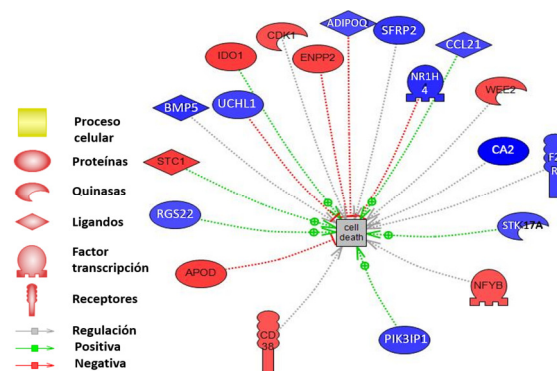 CDK1
ADIPOQ
SFRP2
CCL21
IDO1
ENPP2
NR1H
4
WEE2
BMP5
UCHL1
CA2
F2
R
STC1
RGS22
cell
death
STK17A
APOD
NFYB
CD
38
PIK3IP1
Proceso
celular
Proteínas
Quinasas
Ligandos
Factor
transcripción
Receptores
Regulación
Positiva
Negativa